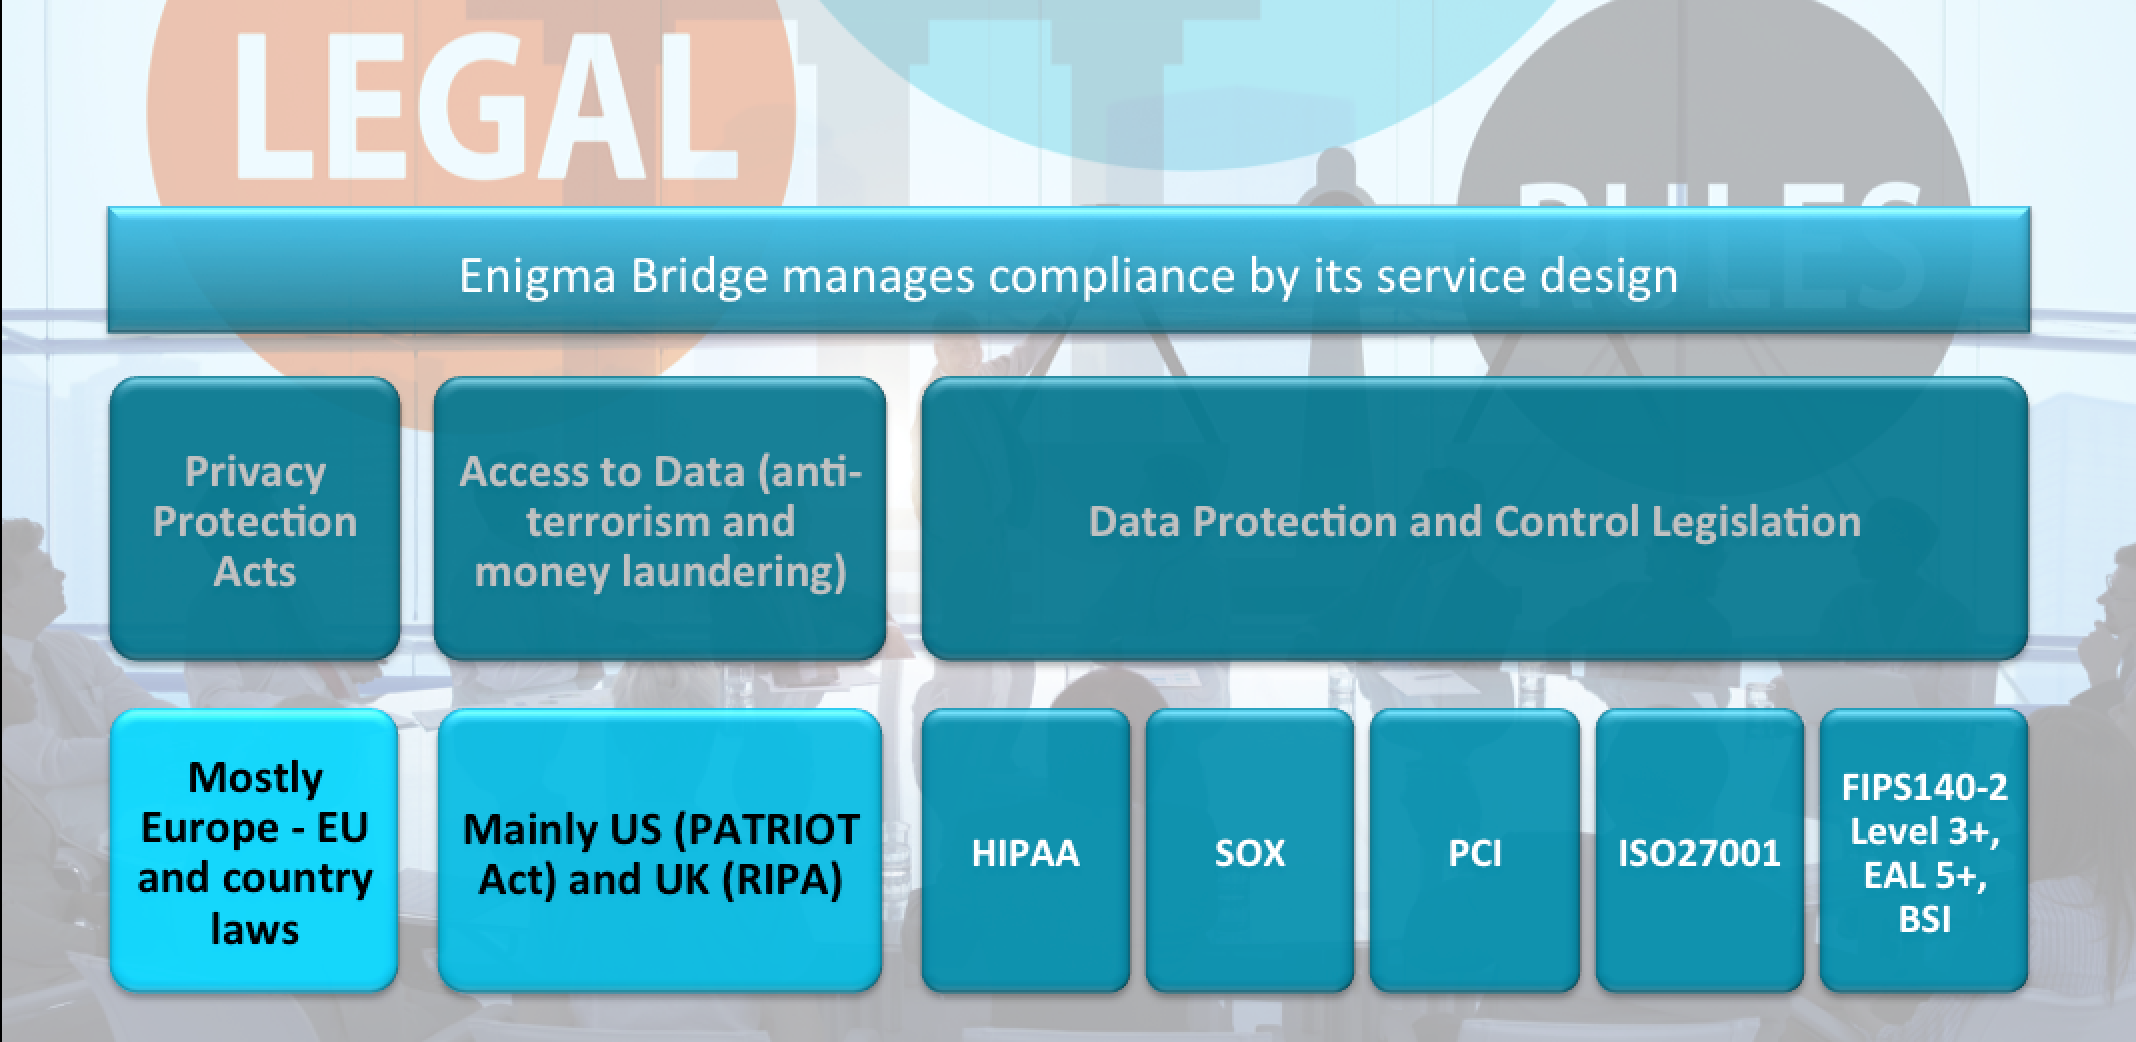 LEGAL
RULES
Enigma Bridge manages compliance by its service design
Privacy
Protection
Acts
Access to Data (anti-
terrorism and
money laundering)
Data Protection and Control Legislation
Mostly
Europe - EU
and country
laws
Mainly US (PATRIOT
Act) and UK (RIPA)
HIPAA
SOX
PCI
ISO27001
FIPS140-2
Level 3+,
EAL 5+,
BSI